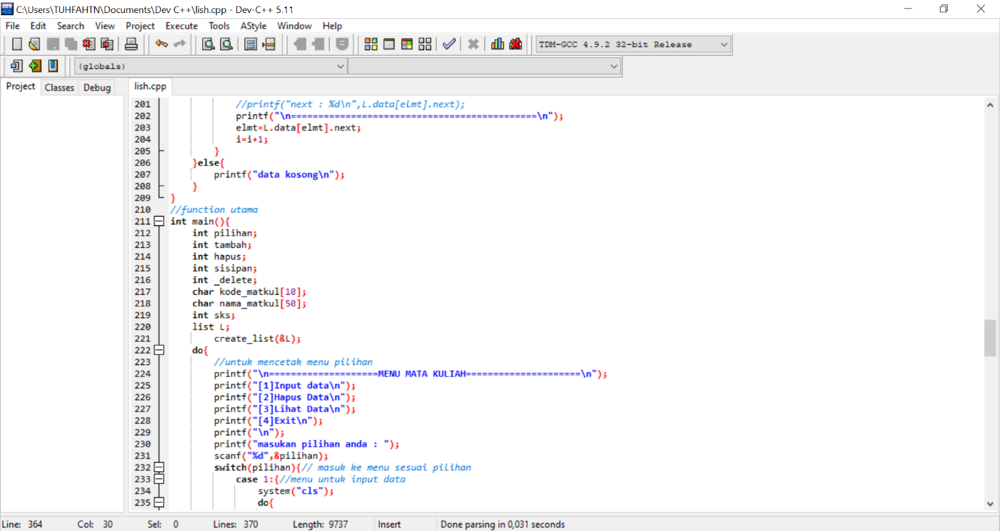 C:\Users\TUHFAHTN\Documents\Dev C++\lish.cpp - Dev-C++ 5.11
File Edit Search View Project Execute Tools AStyle Window Help
TDM-GCC 4.9.2 32-bit Release
(globals)
Project Classes Debug
lish.cpp
201 //printf("next : %d\n",L.data[elmt].next);
202 printf("\n=============================================\n");
203 elmt=L.data[elmt].next;
204 i=i+1;
205 }
206 }else{
207 printf("data kosong\n");
208 }
209 }
210 //function utama
211 int main(){
212 int pilihan;
213 int tambah;
214 int hapus;
215 int sisipan;
216 int _delete;
217 char kode_matkul[10];
218 char nama_matkul[50];
219 int sks;
220 list L;
221 create_list(&L);
222 do{
223 //untuk mencetak menu pilihan
224 printf("\n====================MENU MATA KULIAH=====================\n");
225 printf("[1]Input data\n");
226 printf("[2]Hapus Data\n");
227 printf("[3]Lihat Data\n");
228 printf("[4]Exit\n");
229 printf("\n");
230 printf("masukan pilihan anda : ");
231 scanf("%d",&pilihan);
232 switch(pilihan){// masuk ke menu sesuai pilihan
233 case 1:{//menu untuk input data
234 system("cls");
235 do{
Line: 364 Col: 30 Sel: 0 Lines: 370 Length: 9737 Insert Done parsing in 0,031 seconds